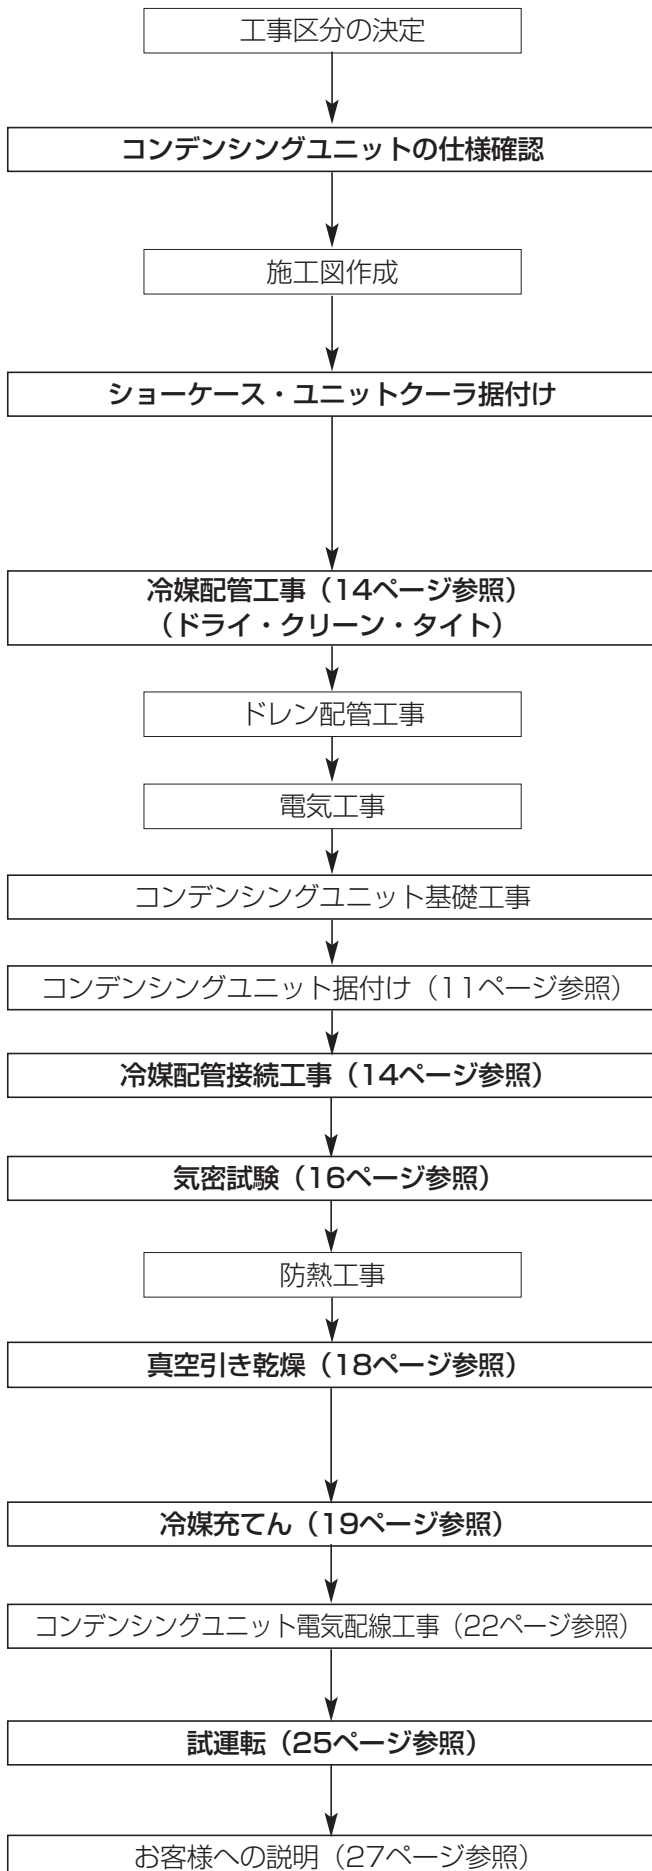 工事区分の決定
コンデンシングユニットの仕様確認
施工図作成
ショーケース・ユニットクーラ据付け
冷媒配管工事（14ページ参照）
（ドライ・クリーン・タイト）
ドレン配管工事
電気工事
コンデンシングユニット基礎工事
コンデンシングユニット据付け（11ページ参照）
冷媒配管接続工事（14ページ参照）
気密試験（16ページ参照）
防熱工事
真空引き乾燥（18ページ参照）
冷媒充てん（19ページ参照）
コンデンシングユニット電気配線工事（22ページ参照）
試運転（25ページ参照）
お客様への説明（27ページ参照）